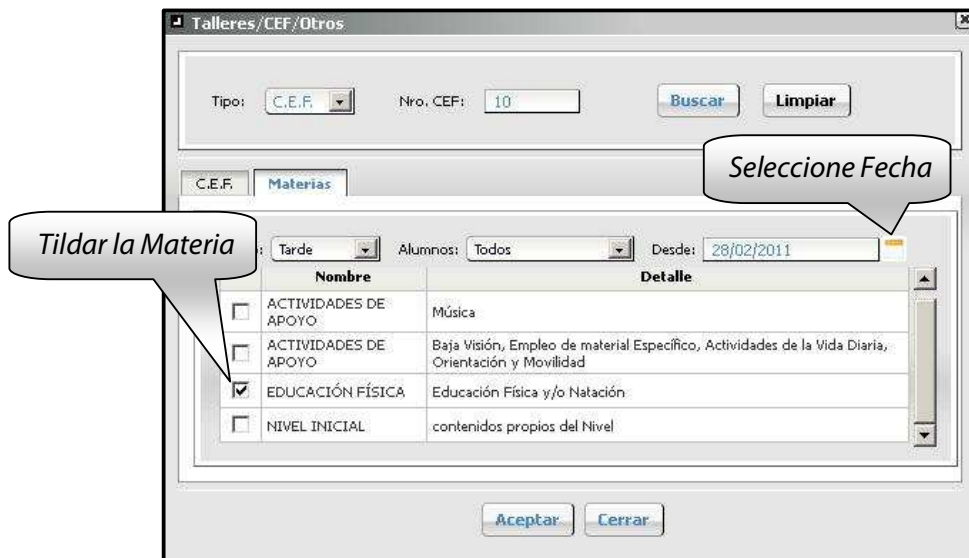 Talleres/CEF/Otros
Tipo: C.E.F. Nro. CEF: 10 Buscar Limpiar
Seleccione Fecha
C.E.F. Materias
Tildar la Materia
: Tarde Alumnos: Todos Desde: 28/02/2011
Nombre Detalle
ACTIVIDADES DE
APOYO
Música
ACTIVIDADES DE
APOYO
Baja Visión, Empleo de material Específico, Actividades de la Vida Diaria,
Orientación y Movilidad
EDUCACIÓN FÍSICA Educación Física y/o Natación
NIVEL INICIAL contenidos propios del Nivel
Aceptar Cerrar